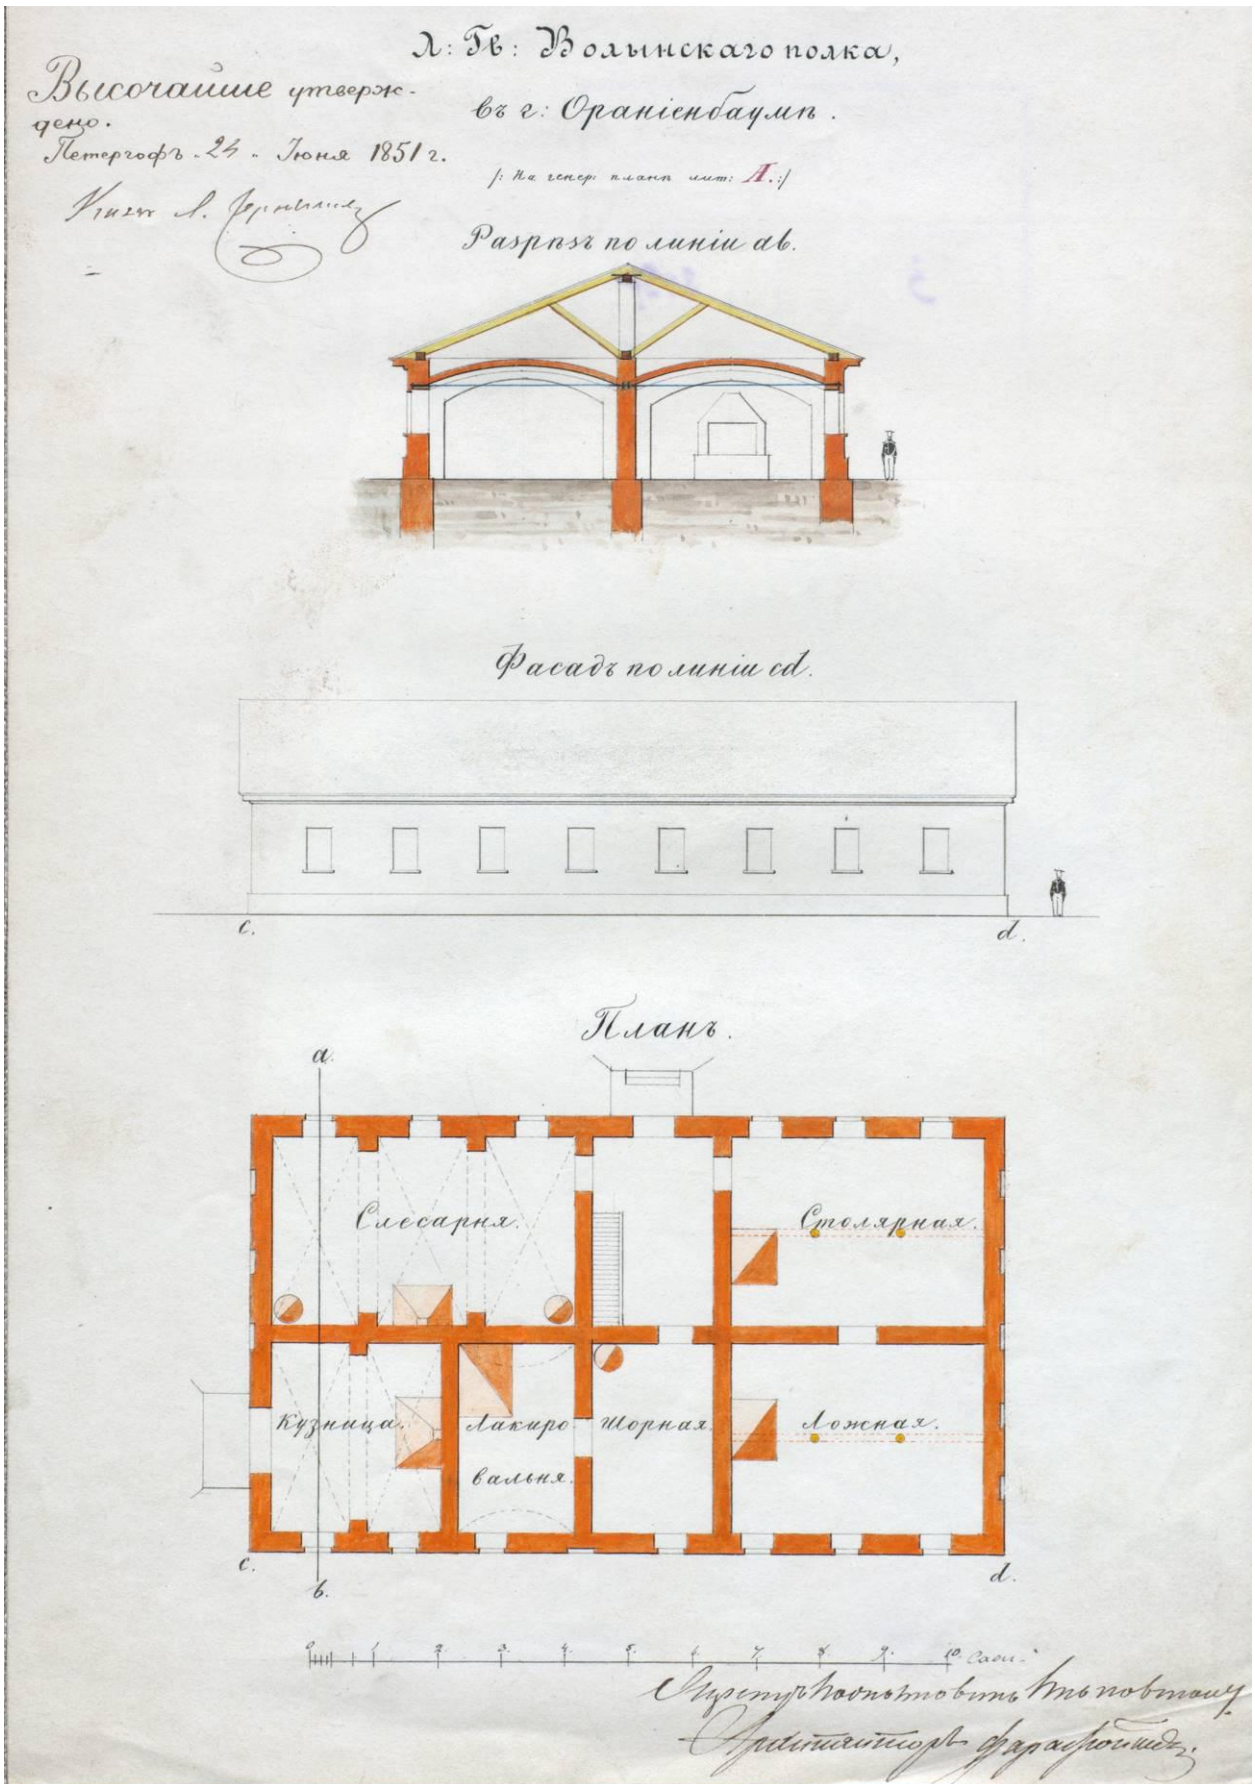 Л: Гв: Волынскаго полка,
въ г: Ораніенбаумѣ.
/: На генер: планѣ лит: А. :/
Высочайше утверж-
дено.
Петергофъ „24„ Іюня 1851 г.
Князь А. Чернышевъ
Разрѣзъ по линіи ab.
Фасадъ по линіи cd.
c. d.
Планъ.
a.
Слесарня. Столярная.
Кузница. Лакиро Шорная. Ложная.
вальня.
c. d.
b.
0 1 2. 3. 4. 5. 6. 7. 8. 9. 10. Саж.
Архитекторъ